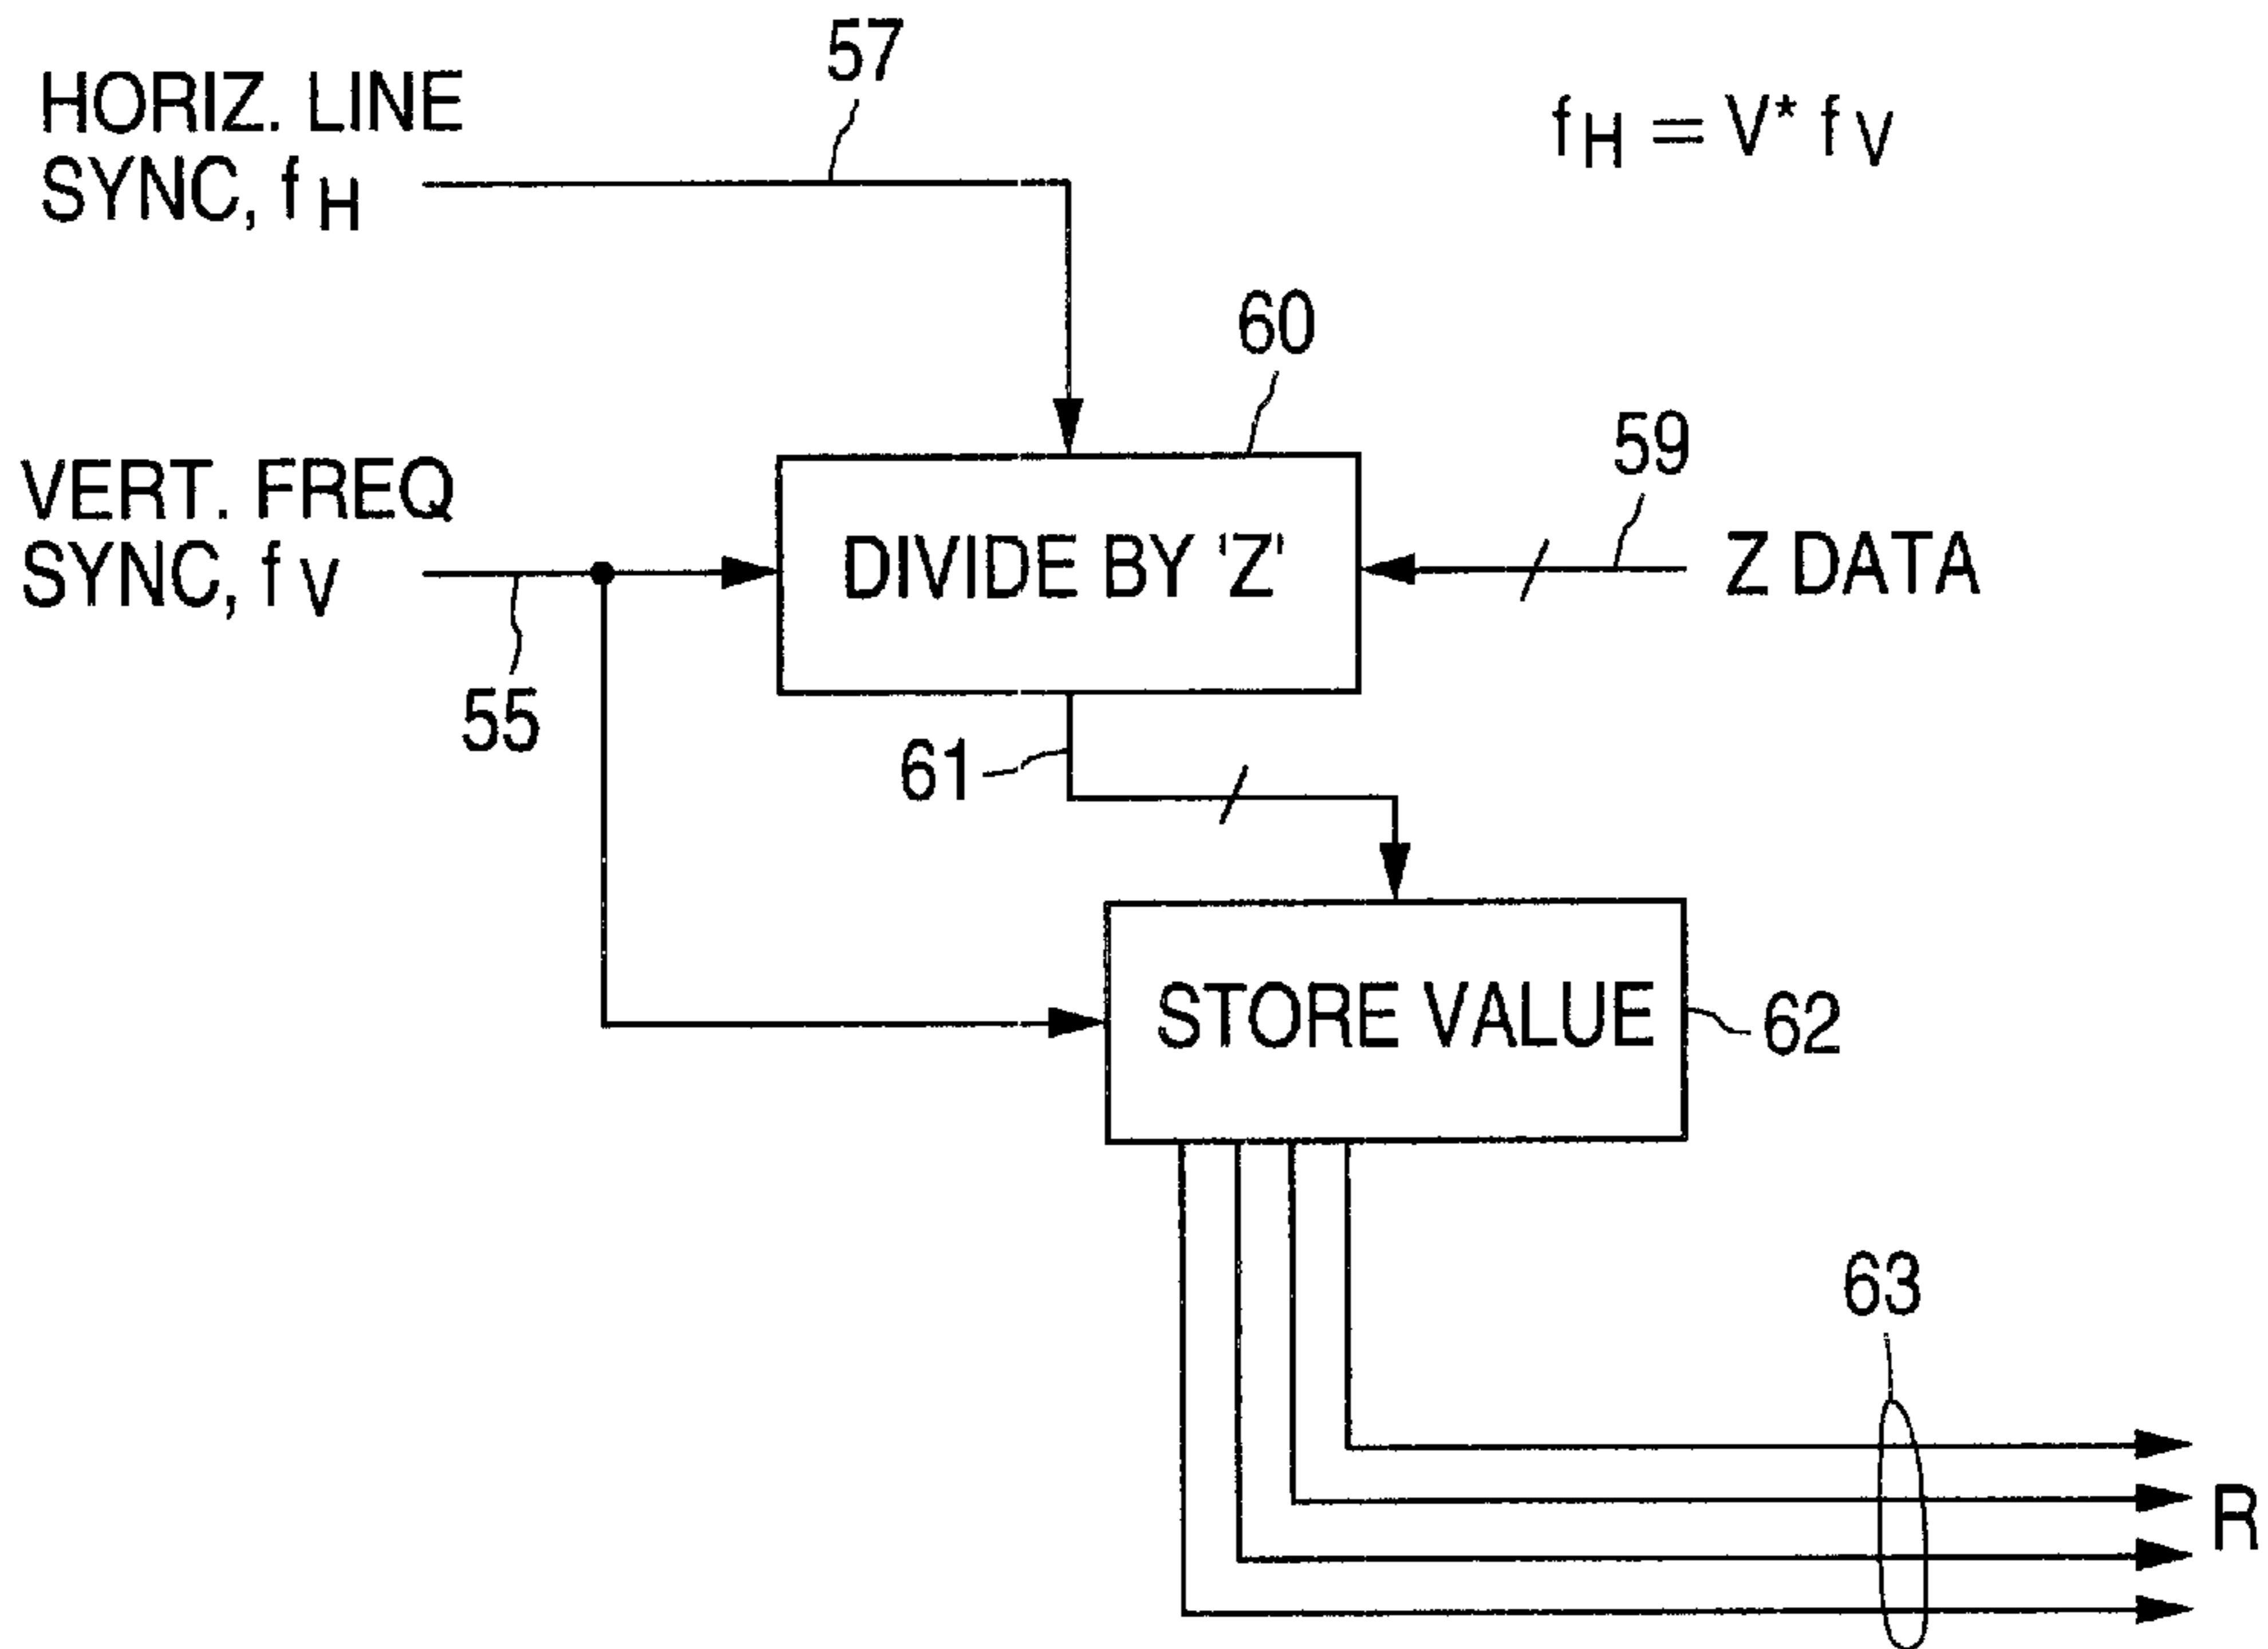 57
HORIZ. LINE
SYNC, f H
f H = V* f V
60
59
VERT. FREQ
SYNC, f V
DIVIDE BY 'Z'
Z DATA
55
61
STORE VALUE
62
63
R